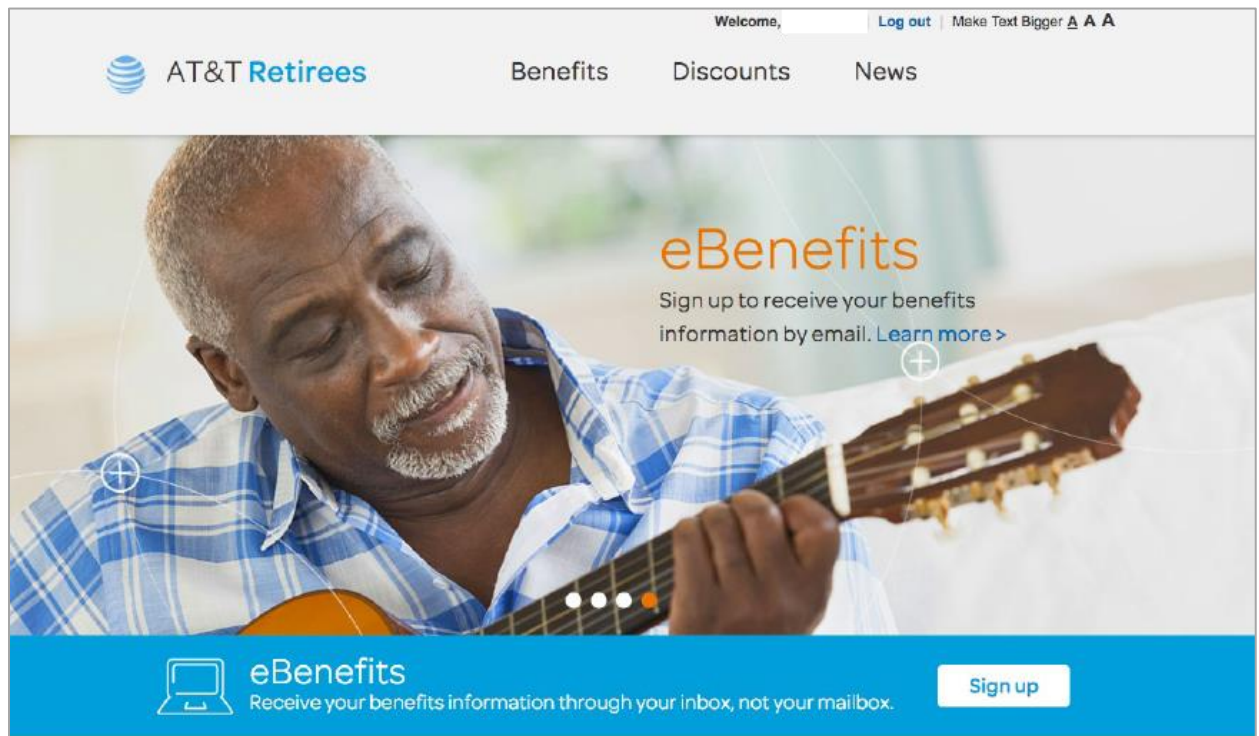 Welcome, Log out | Make Text Bigger A A A
AT&T Retirees Benefits Discounts News
eBenefits
Sign up to receive your benefits
information by email. Learn more >
eBenefits
Receive your benefits information through your inbox, not your mailbox.
Sign up